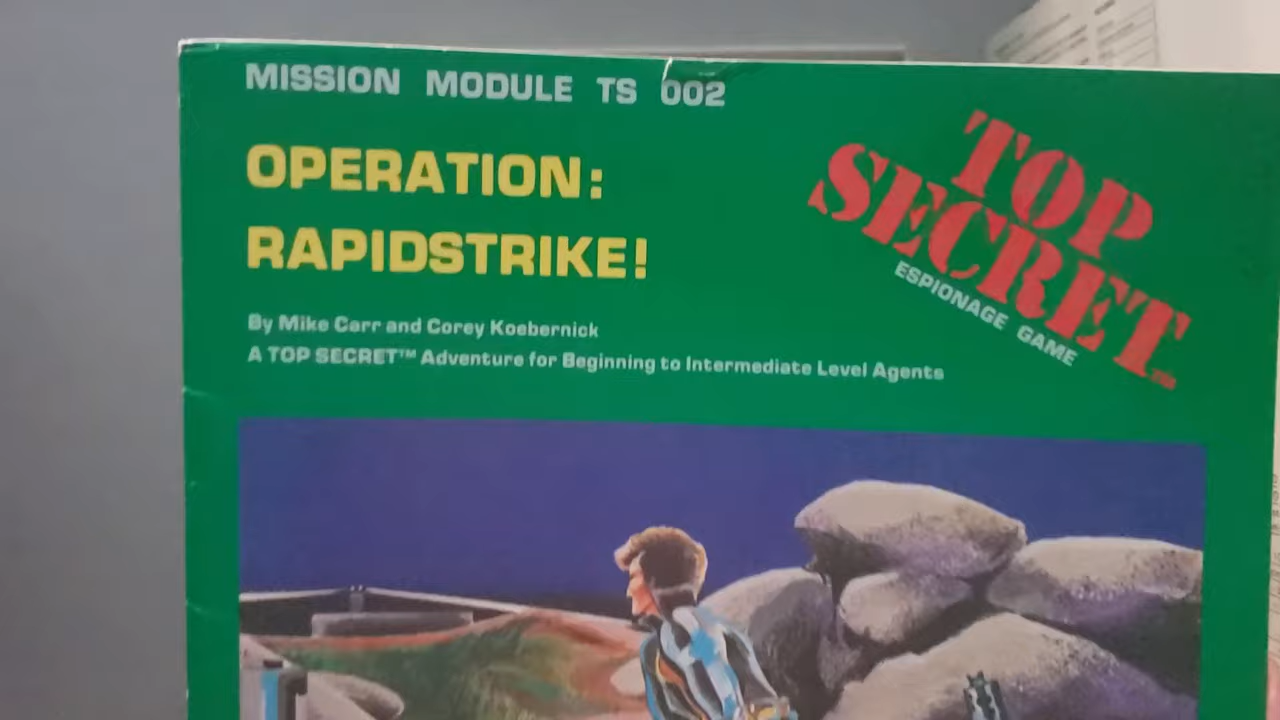 MISSION MODULE TS 002
OPERATION:
RAPIDSTRIKE!
By Mike Carr and Corey Koebernick
A TOP SECRET™ Adventure for Beginning to Intermediate Level Agents
TOP
SECRET™
ESPIONAGE GAME